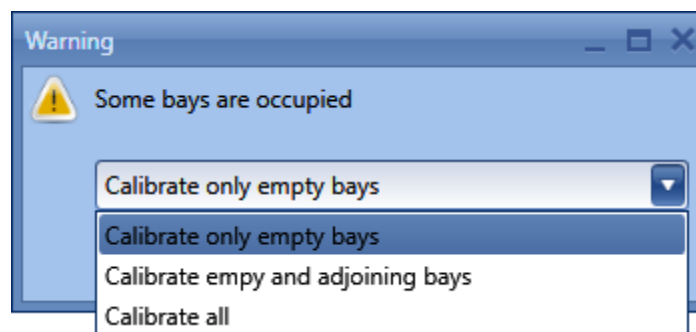 Warning
Some bays are occupied
Calibrate only empty bays
Calibrate only empty bays
Calibrate empy and adjoining bays
Calibrate all